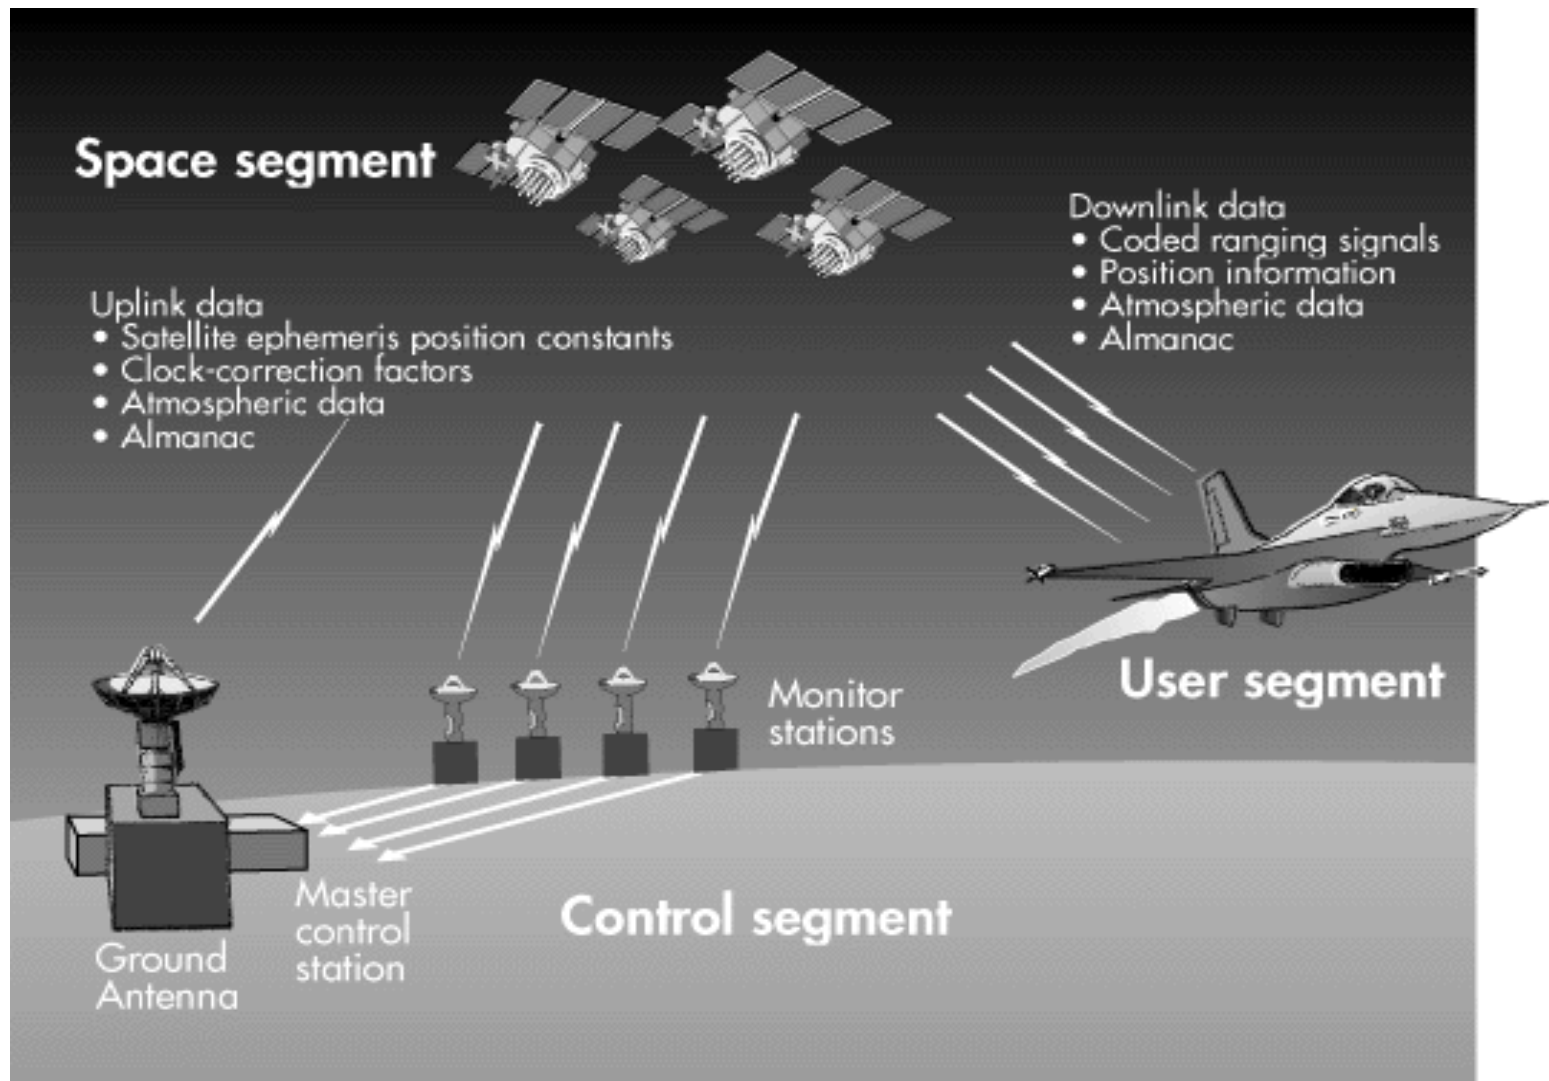 Space segment
Downlink data
• Coded ranging signals
• Position information
• Atmospheric data
• Almanac
Uplink data
• Satellite ephemeris position constants
• Clock-correction factors
• Atmospheric data
• Almanac
User segment
Monitor
stations
Master
control
station
Control segment
Ground
Antenna